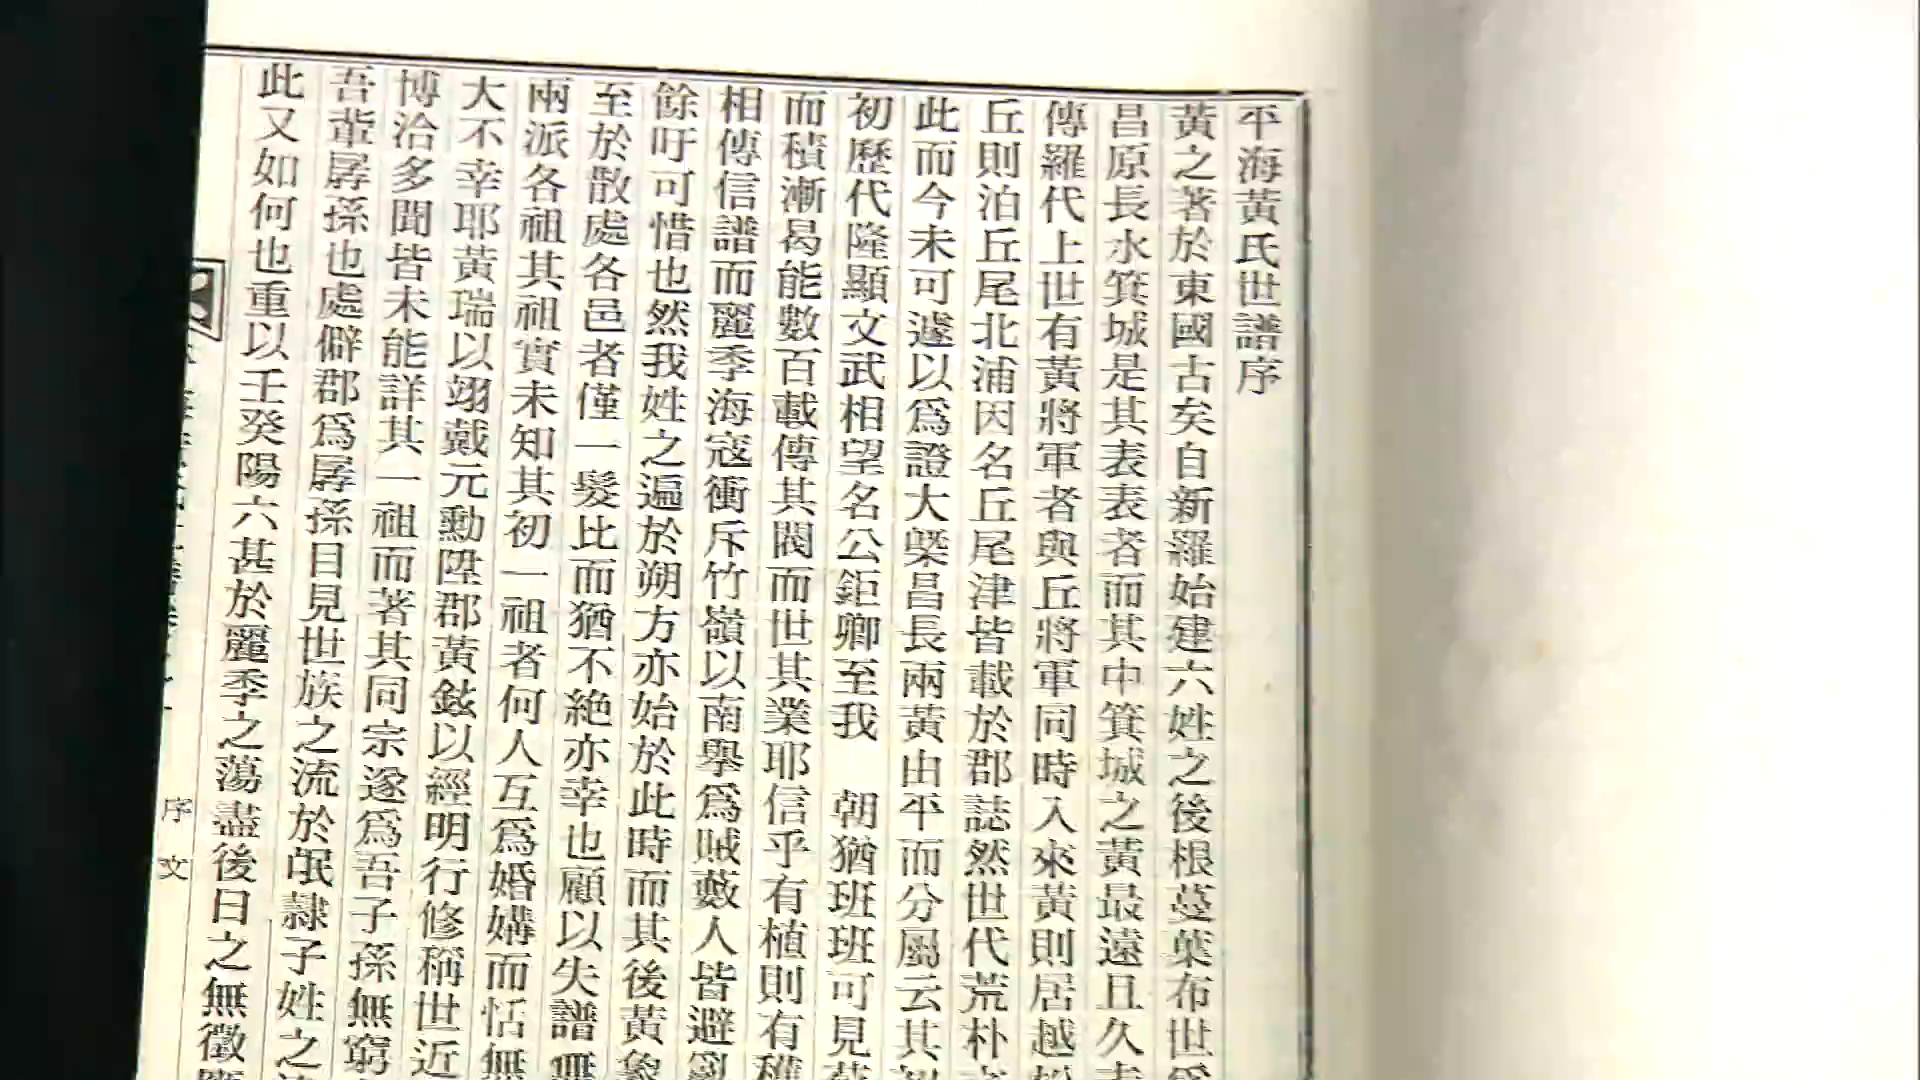 平海黃氏世譜序
黃之著於東國古矣自新羅始建六姓之後根蔓葉布世爲
昌原長水箕城是其表表者而其中箕城之黃最遠且久
傳羅代上世有黃將軍者與丘將軍同時入來黃則居越
丘則泊丘尾北浦因名丘尾津皆載於郡誌然世代荒朴
此而今未可遽以爲證大槩昌長兩黃由平而分屬云其
初歷代隆顯文武相望名公鉅卿至我 朝猶班班可見
而積漸曷能數百載傳其閥而世其業耶信乎有植則有
相傳信譜而麗季海寇衝斥竹嶺以南擧爲賊藪人皆避
餘吁可惜也然我姓之遍於朔方亦始於此時而其後黃
至於散處各邑者僅一髮比而猶不絶亦幸也顧以失譜無
兩派各祖其祖實未知其初一祖者何人互爲婚媾而恬無
大不幸耶黃瑞以翊戴元勳陞郡黃鉉以經明行修稱世近
博洽多聞皆未能詳其一祖而著其同宗遂爲吾子孫無窮
吾輩孱孫也處僻郡爲孱孫目見世族之流於氓隷子姓之
此又如何也重以壬癸陽六甚於麗季之蕩盡後日之無徵
序文